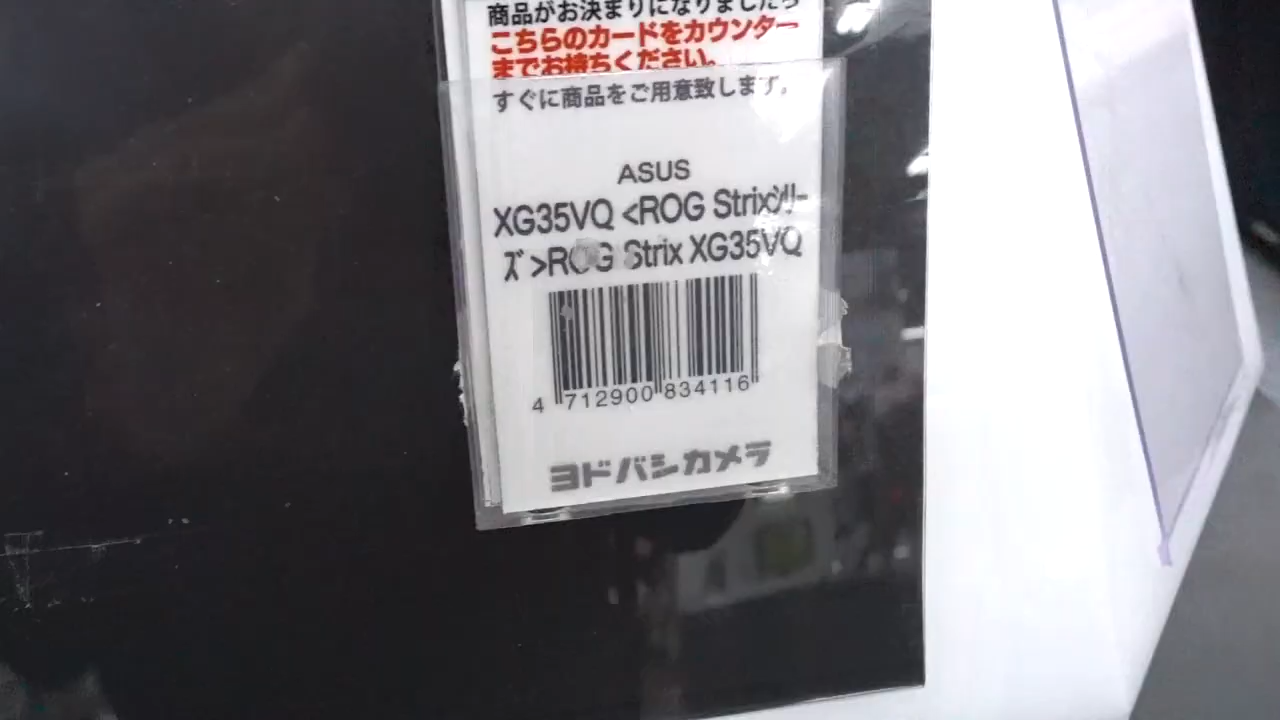 商品がお決まりになりましたら
こちらのカードをカウンター
までお持ちください。
すぐに商品をご用意致します。
ASUS
XG35VQ <ROG Strixシリー
ズ>ROG Strix XG35VQ
4 712900 834116
ヨドバシカメラ